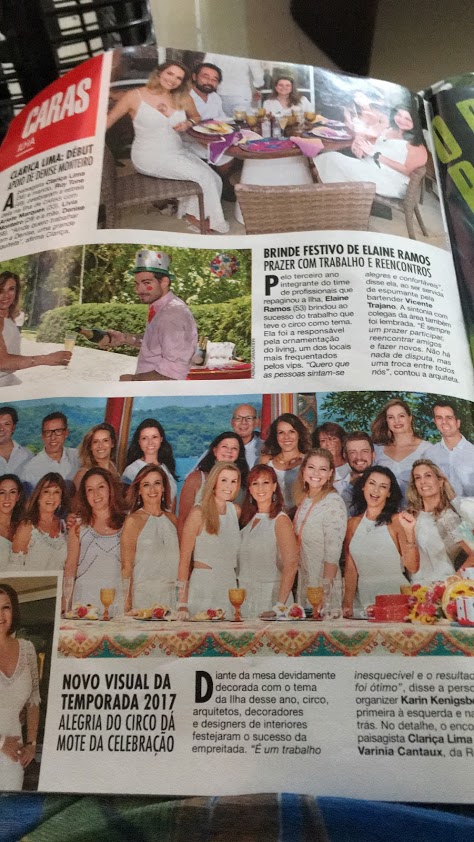 CARAS
ILHA
CLARICA LIMA: DÉBUT
APOIO DE DENISE MONTEIRO
BRINDE FESTIVO DE ELAINE RAMOS
PRAZER COM TRABALHO E REENCONTROS
Pelo terceiro ano
integrante do time
de profissionais que
repaginou a Ilha, Elaine
Ramos (53) brindou ao
sucesso do trabalho que
teve o circo como tema.
Ela foi a responsável
pela ornamentação
do living, um dos locais
mais frequentados
pelos vips. "Quero que
as pessoas sintam-se
alegres e confortáveis",
disse ela, ao ser servida
de espumante pelo
bartender Vicente
Trajano. A sintonia com
colegas da área também
foi lembrada. "É sempre
um prazer participar,
reencontrar amigos
e fazer novos. Não há
nada de disputa, mas
uma troca entre todos
nós", contou a arquiteta.
NOVO VISUAL DA
TEMPORADA 2017
ALEGRIA DO CIRCO DÁ
MOTE DA CELEBRAÇÃO
Diante da mesa devidamente
decorada com o tema
da Ilha desse ano, circo,
arquitetos, decoradores
e designers de interiores
festejaram o sucesso da
empreitada. "É um trabalho
inesquecível e o resultad
foi ótimo", disse a perso
organizer Karin Kenigsb
primeira à esquerda e na
trás. No detalhe, o enco
paisagista Clariça Lima
Varinia Cantaux, da R